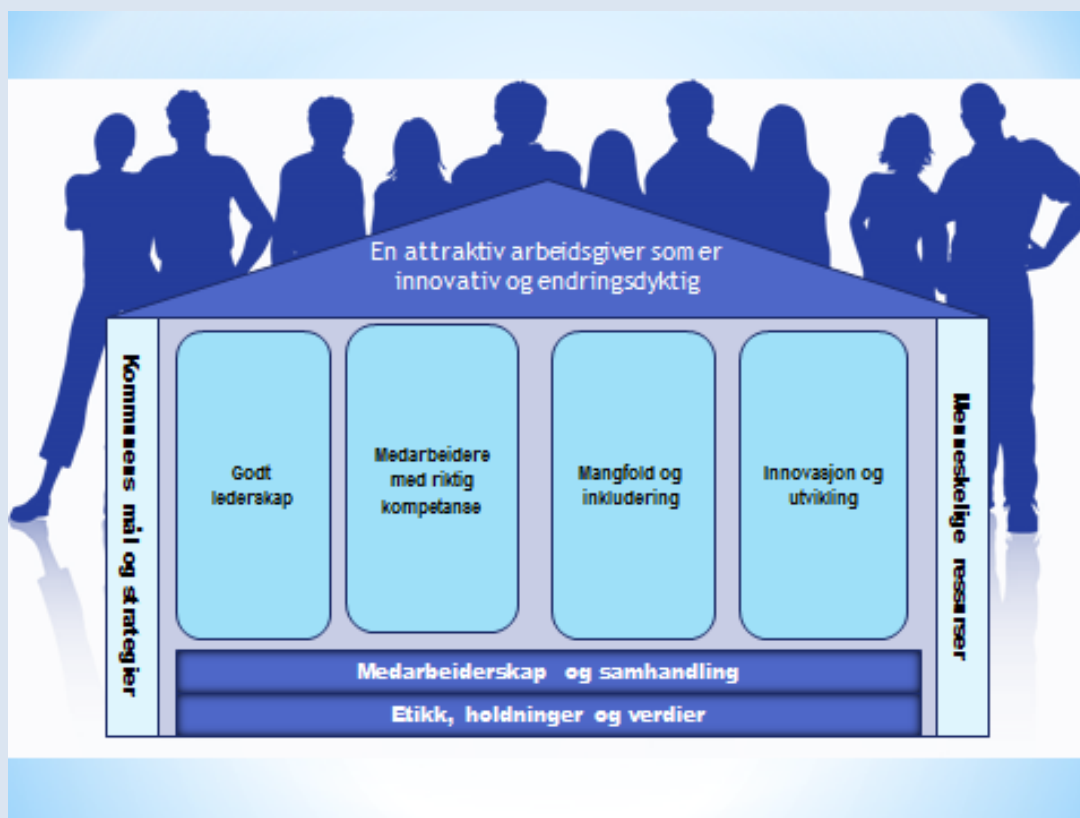 En attraktiv arbeidsgiver som er
innovativ og endringsdyktig
Kommunens mål og strategier
Godt
lederskap
Medarbeidere
med riktig
kompetanse
Mangfold og
inkludering
Innovasjon og
utvikling
Menneskelige ressurser
Medarbeiderskap og samhandling
Etikk, holdninger og verdier